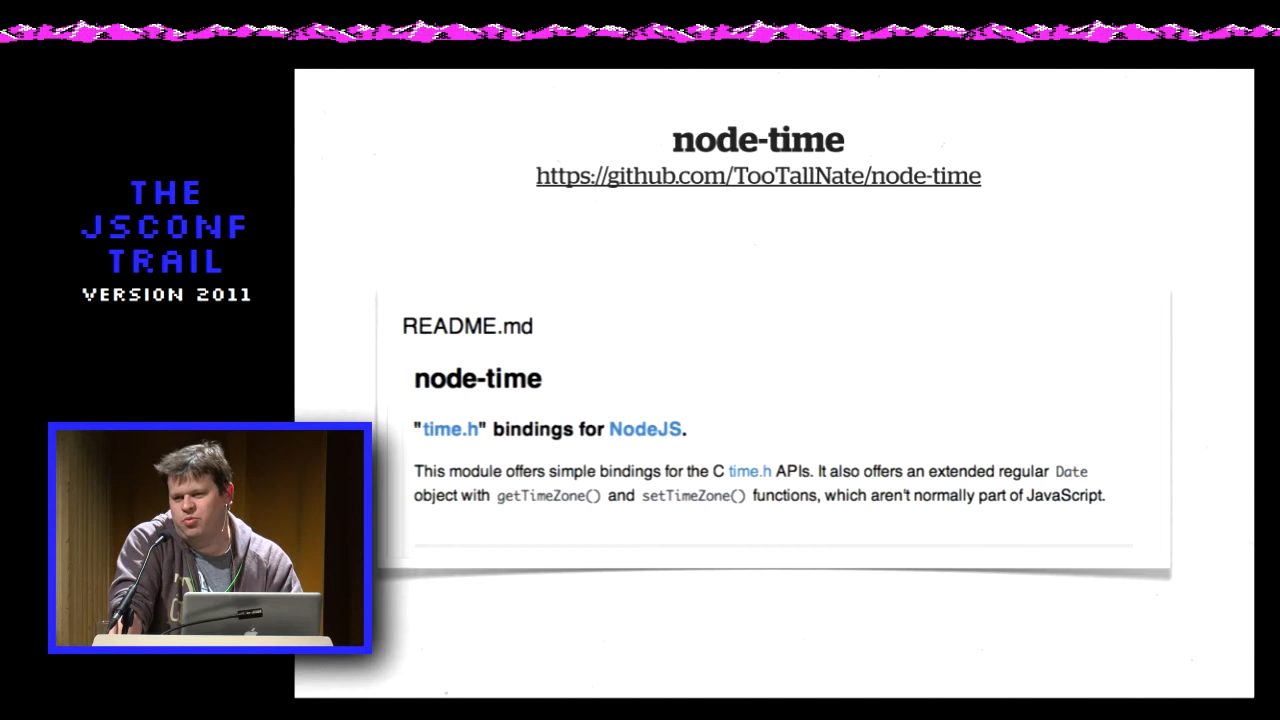 THE
JSCONF
TRAIL
VERSION 2011
node-time
https://github.com/TooTallNate/node-time
README.md
node-time
"time.h" bindings for NodeJS.
This module offers simple bindings for the C time.h APIs. It also offers an extended regular Date
object with getTimeZone() and setTimeZone() functions, which aren't normally part of JavaScript.